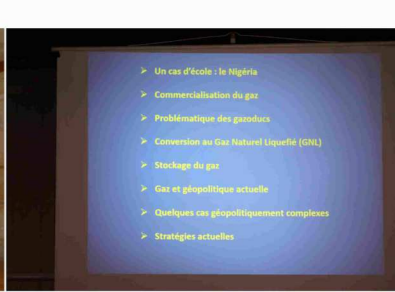 ➢ Un cas d'école : le Nigéria
➢ Commercialisation du gaz
➢ Problématique des gazoducs
➢ Conversion au Gaz Naturel Liquefié (GNL)
➢ Stockage du gaz
➢ Gaz et géopolitique actuelle
➢ Quelques cas géopolitiquement complexes
➢ Stratégies actuelles